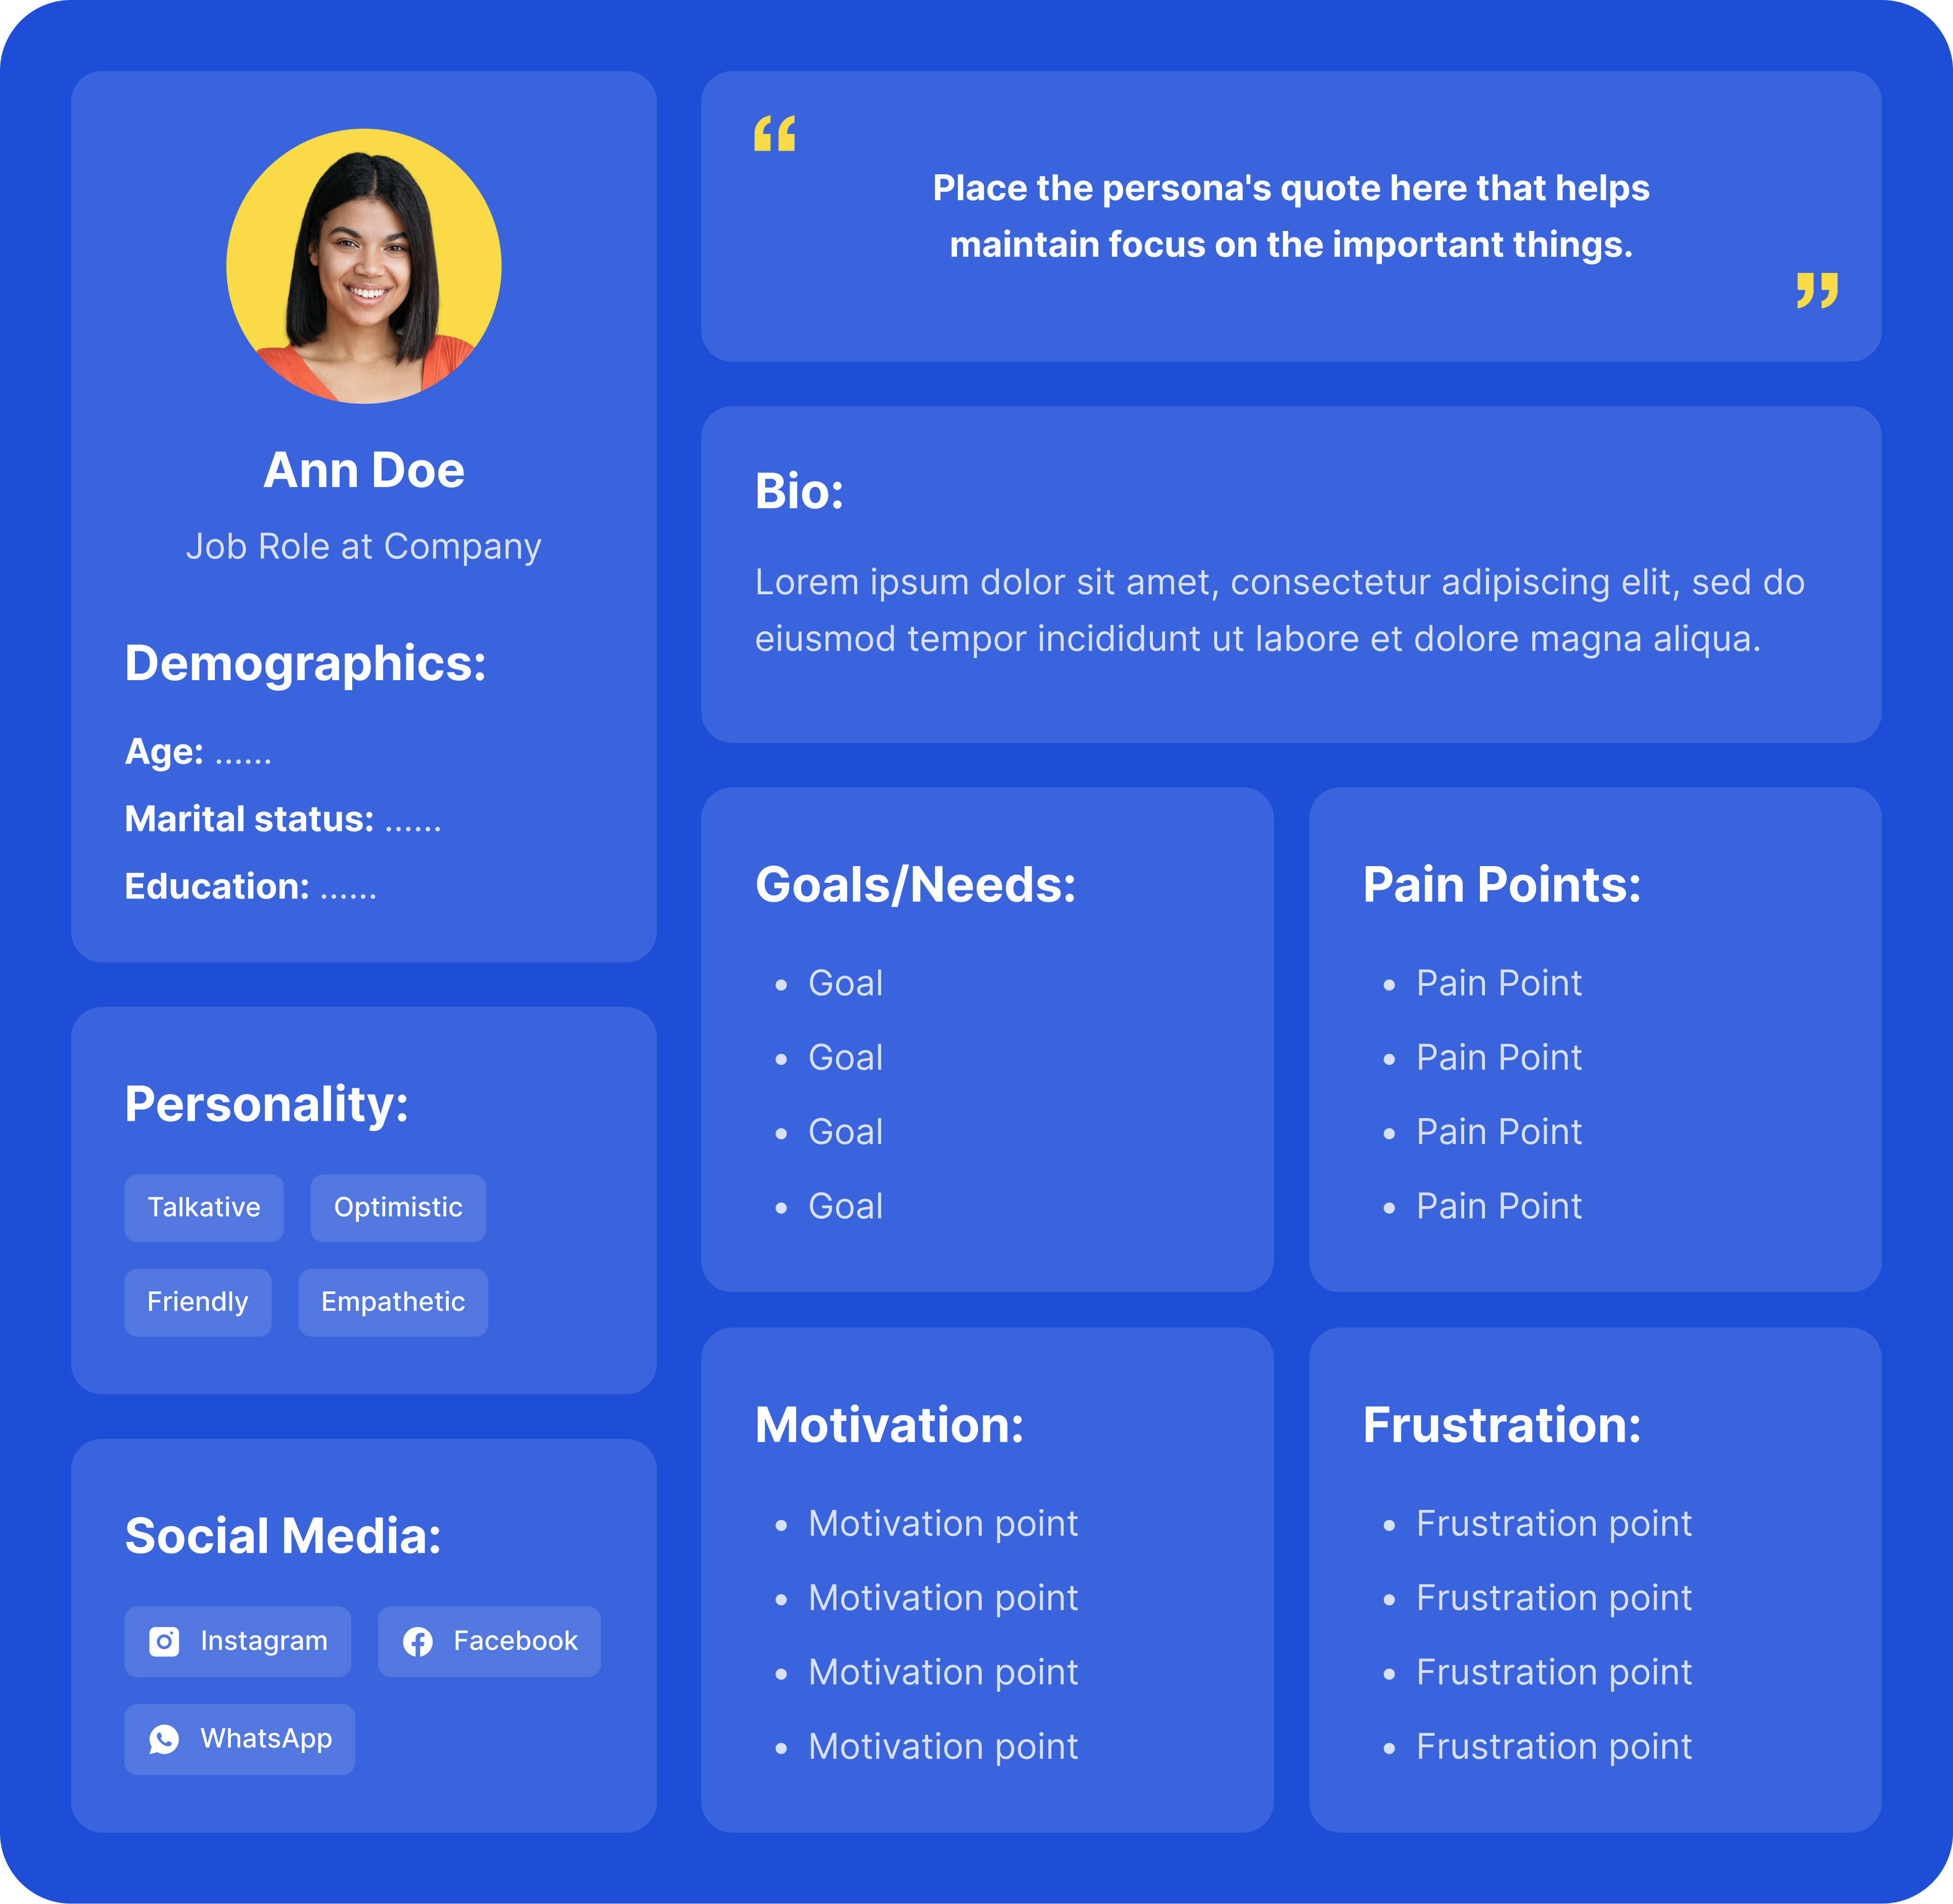 Ann Doe
Job Role at Company
Demographics:
Age: ......
Marital status: ......
Education: ......
Personality:
Talkative
Optimistic
Friendly
Empathetic
Social Media:
Instagram
Facebook
WhatsApp
“
Place the persona's quote here that helps
maintain focus on the important things.
”
Bio:
Lorem ipsum dolor sit amet, consectetur adipiscing elit, sed do
eiusmod tempor incididunt ut labore et dolore magna aliqua.
Goals/Needs:
• Goal
• Goal
• Goal
• Goal
Pain Points:
• Pain Point
• Pain Point
• Pain Point
• Pain Point
Motivation:
• Motivation point
• Motivation point
• Motivation point
• Motivation point
Frustration:
• Frustration point
• Frustration point
• Frustration point
• Frustration point